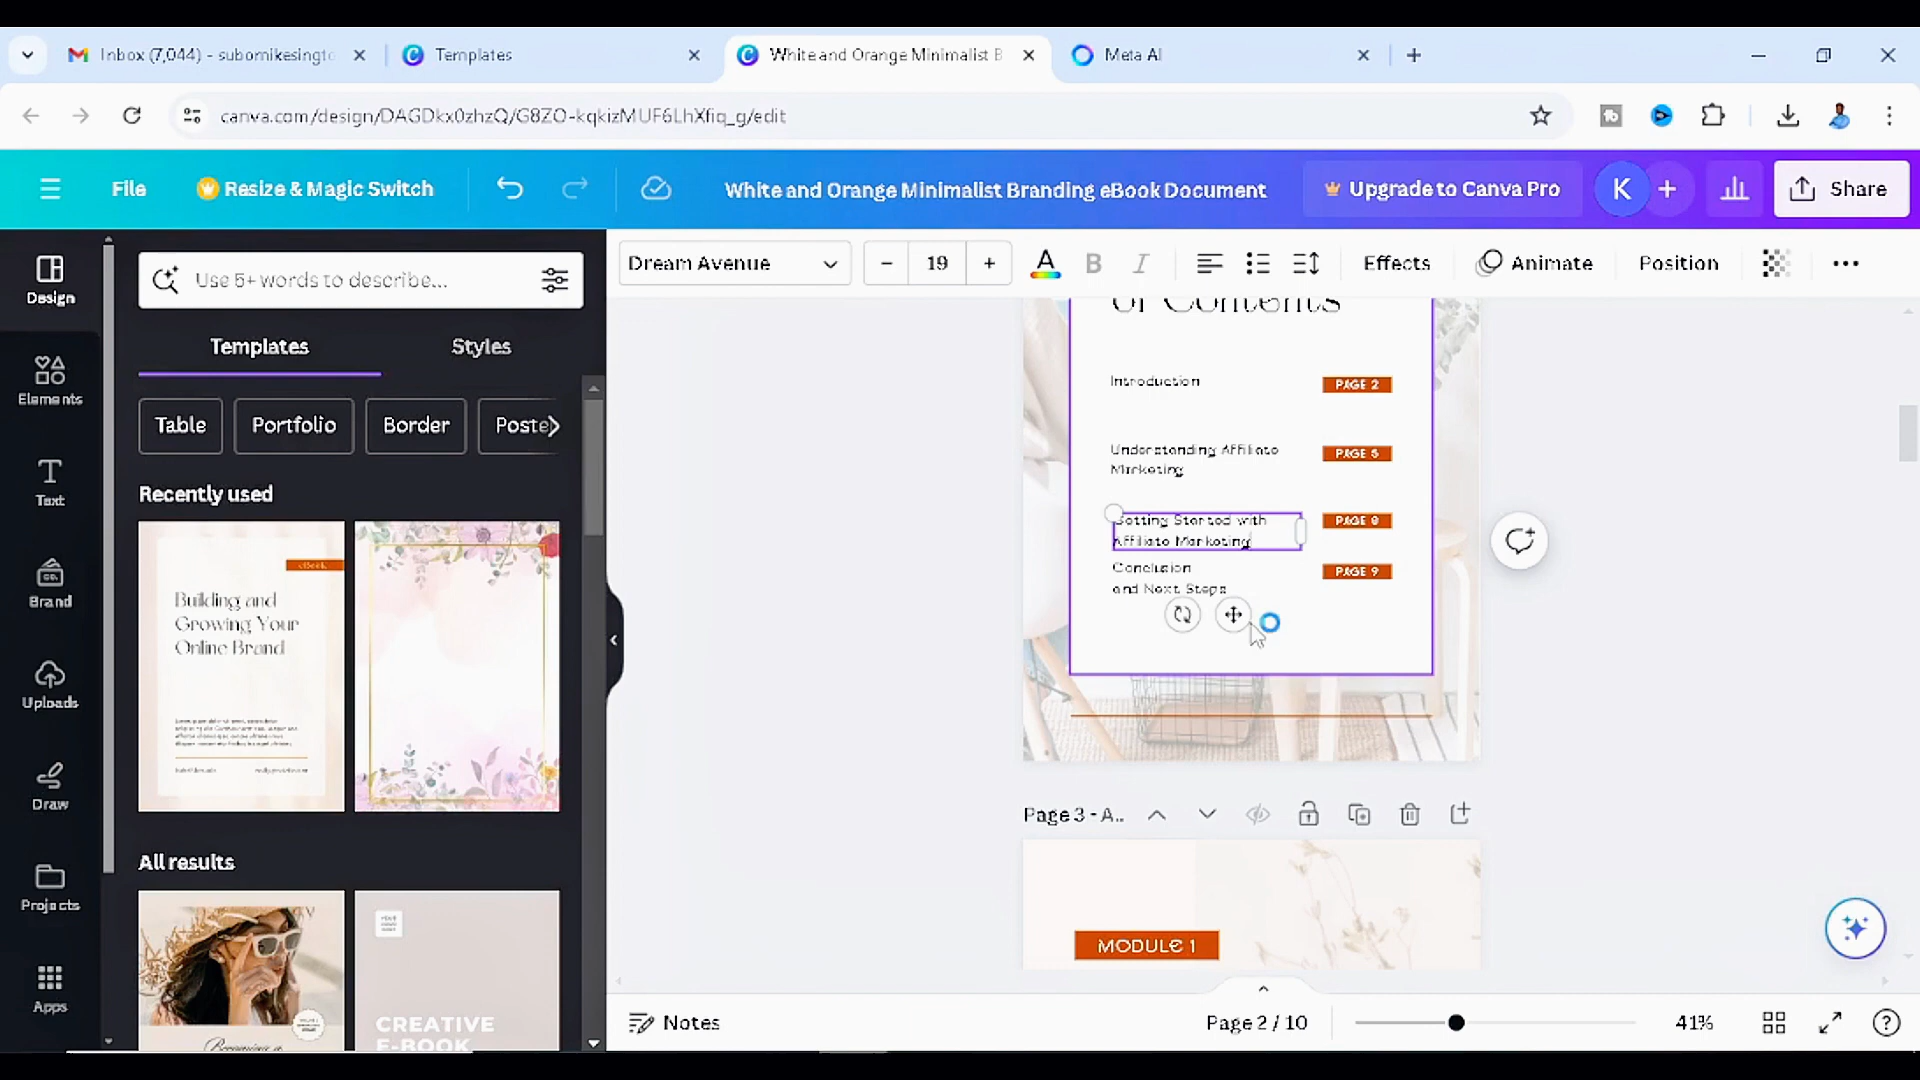 Inbox (7,044) - subomikesingto
Templates
White and Orange Minimalist B
Meta AI
canva.com/design/DAGDkx0zhzQ/G8ZO-kqkizMUF6LhXfiq_g/edit
File
Resize & Magic Switch
White and Orange Minimalist Branding eBook Document
Upgrade to Canva Pro
K
Share
Design
Elements
Text
Brand
Uploads
Draw
Projects
Apps
Use 5+ words to describe...
Templates
Styles
Table
Portfolio
Border
Poste
Recently used
eBook
Building and
Growing Your
Online Brand
All results
Becoming a
CREATIVE
E-BOOK
Dream Avenue
19
Effects
Animate
Position
of Contents
Introduction
PAGE 2
Understanding Affiliate
Marketing
PAGE 5
Getting Started with
Affiliate Marketing
PAGE 8
Conclusion
and Next Steps
PAGE 9
Page 3 - A..
MODULE 1
Notes
Page 2 / 10
41%